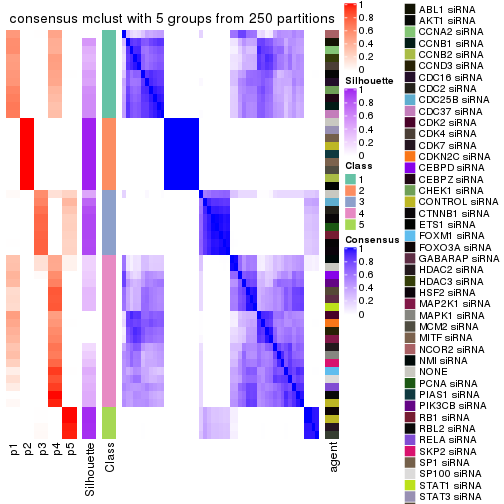 consensus mclust with 5 groups from 250 partitions
p1
p2
p3
p4
p5
Silhouette
Class
agent
1
0.8
0.6
0.4
0.2
0
Silhouette
1
0.8
0.6
0.4
0.2
0
Class
1
2
3
4
5
Consensus
1
0.8
0.6
0.4
0.2
0
ABL1 siRNA
AKT1 siRNA
CCNA2 siRNA
CCNB1 siRNA
CCNB2 siRNA
CCND3 siRNA
CDC16 siRNA
CDC2 siRNA
CDC25B siRNA
CDC37 siRNA
CDK2 siRNA
CDK4 siRNA
CDK7 siRNA
CDKN2C siRNA
CEBPD siRNA
CEBPZ siRNA
CHEK1 siRNA
CONTROL siRNA
CTNNB1 siRNA
ETS1 siRNA
FOXM1 siRNA
FOXO3A siRNA
GABARAP siRNA
HDAC2 siRNA
HDAC3 siRNA
HSF2 siRNA
MAP2K1 siRNA
MAPK1 siRNA
MCM2 siRNA
MITF siRNA
NCOR2 siRNA
NMI siRNA
NONE
PCNA siRNA
PIAS1 siRNA
PIK3CB siRNA
RB1 siRNA
RBL2 siRNA
RELA siRNA
SKP2 siRNA
SP1 siRNA
SP100 siRNA
STAT1 siRNA
STAT3 siRNA